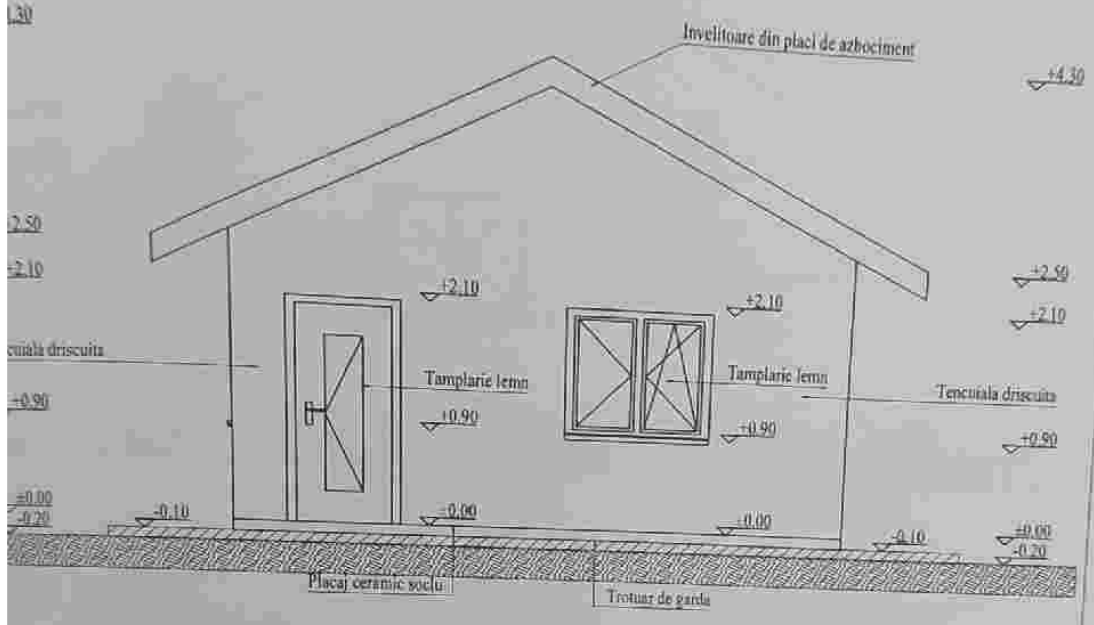 Invelitoare din placi de azbociment
+4.30
+2.50
+2.10
+2.10
+2.10
+2.50
+2.10
driscuita
Tamplarie lemn
Tamplarie lemn
Tencuiala driscuita
+0.90
+0.90
+0.90
+0.90
±0.00
-0.20
-0.10
±0.00
±0.00
-0.10
±0.00
-0.20
Placaj ceramic soclu
Trotuar de garda